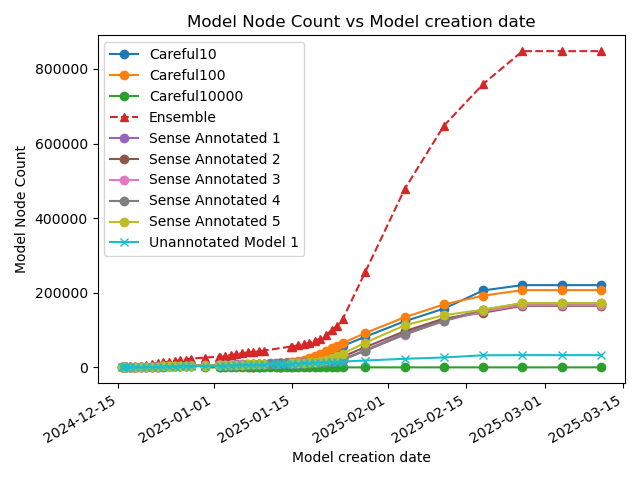 Model Node Count vs Model creation date
Careful10
Careful100
Careful10000
Ensemble
Sense Annotated 1
Sense Annotated 2
Sense Annotated 3
Sense Annotated 4
Sense Annotated 5
Unannotated Model 1
Model Node Count
800000
600000
400000
200000
0
2024-12-15
2025-01-01
2025-01-15
2025-02-01
2025-02-15
2025-03-01
2025-03-15
Model creation date